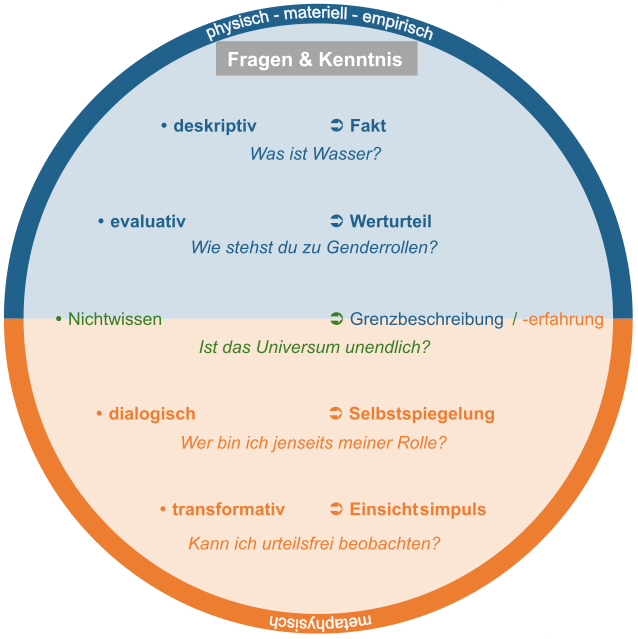 physisch - materiell - empirisch
Fragen & Kenntnis
• deskriptiv ➲ Fakt
Was ist Wasser?
• evaluativ ➲ Werturteil
Wie stehst du zu Genderrollen?
• Nichtwissen ➲ Grenzbeschreibung / -erfahrung
Ist das Universum unendlich?
• dialogisch ➲ Selbstspiegelung
Wer bin ich jenseits meiner Rolle?
• transformativ ➲ Einsichtsimpuls
Kann ich urteilsfrei beobachten?
metaphysisch